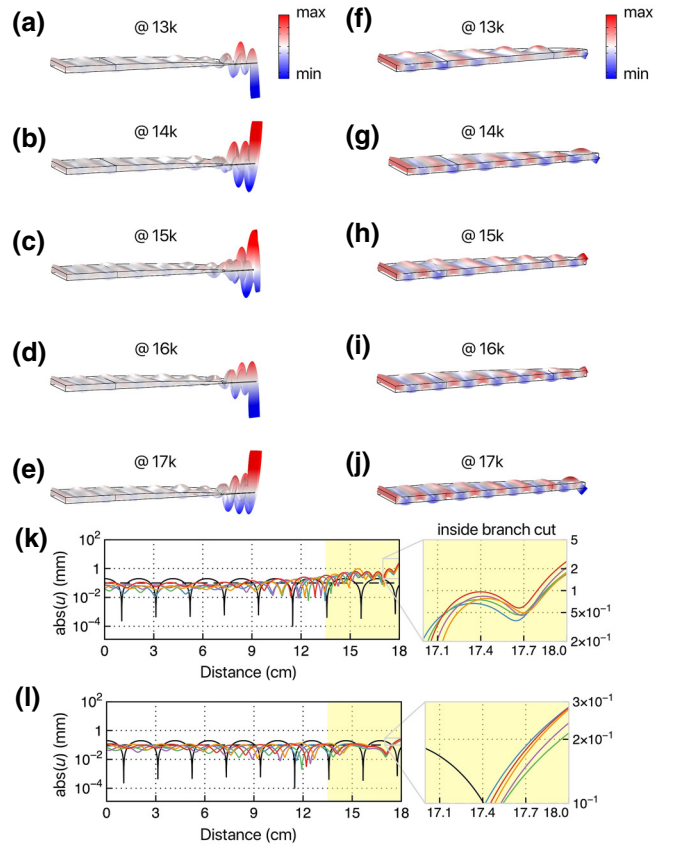 (a)
@ 13k
max
min
(f)
@ 13k
max
min
(b)
@ 14k
(g)
@ 14k
(c)
@ 15k
(h)
@ 15k
(d)
@ 16k
(i)
@ 16k
(e)
@ 17k
(j)
@ 17k
(k)
abs(u) (mm)
10²
1
10⁻²
10⁻⁴
0 3 6 9 12 15 18
Distance (cm)
inside branch cut
5
2
1
5×10⁻¹
2×10⁻¹
17.1 17.4 17.7 18.0
(l)
abs(u) (mm)
10²
1
10⁻²
10⁻⁴
0 3 6 9 12 15 18
Distance (cm)
3×10⁻¹
2×10⁻¹
10⁻¹
17.1 17.4 17.7 18.0